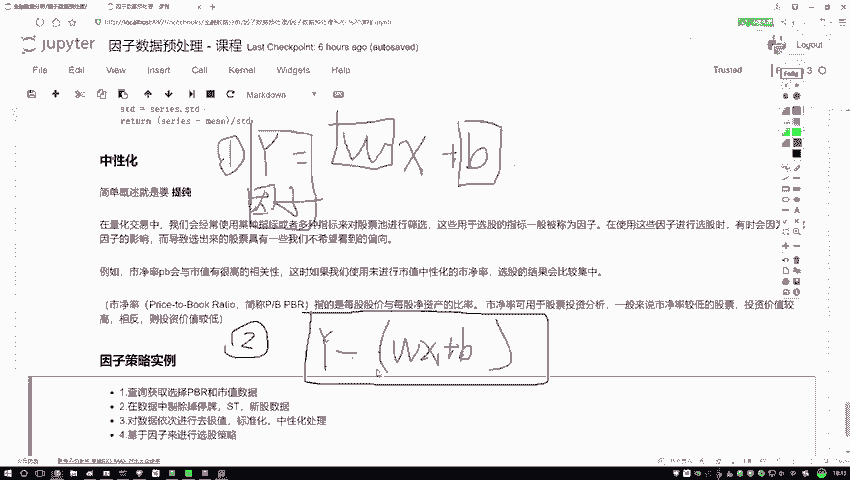 jupyter 因子数据预处理 - 课程 Last Checkpoint: 6 hours ago (autosaved)
Logout
File Edit View Insert Cell Kernel Widgets Help
Trusted
Markdown
std = series.std
return (series - mean)/std
① Y = W X + b
因子
中性化
简单概述就是要 提纯
在量化交易中，我们会经常使用某种指标或者多种指标来对股票池进行筛选，这些用于选股的指标一般被称为因子。在使用这些因子进行选股时，有时会因为
因子的影响，而导致选出来的股票具有一些我们不希望看到的偏向。
例如，市净率pb会与市值有很高的相关性，这时如果我们使用未进行市值中性化的市净率，选股的结果会比较集中。
（市净率（Price-to-Book Ratio，简称P/B PBR）指的是每股股价与每股净资产的比率。 市净率可用于股票投资分析，一般来说市净率较低的股票，投资价值较
高，相反，则投资价值较低）
② Y - (WX+b)
因子策略实例
1.查询获取选择PBR和市值数据
2.在数据中剔除掉停牌，ST，新股数据
3.对数据依次进行去极值，标准化，中性化处理
4.基于因子来进行选股策略